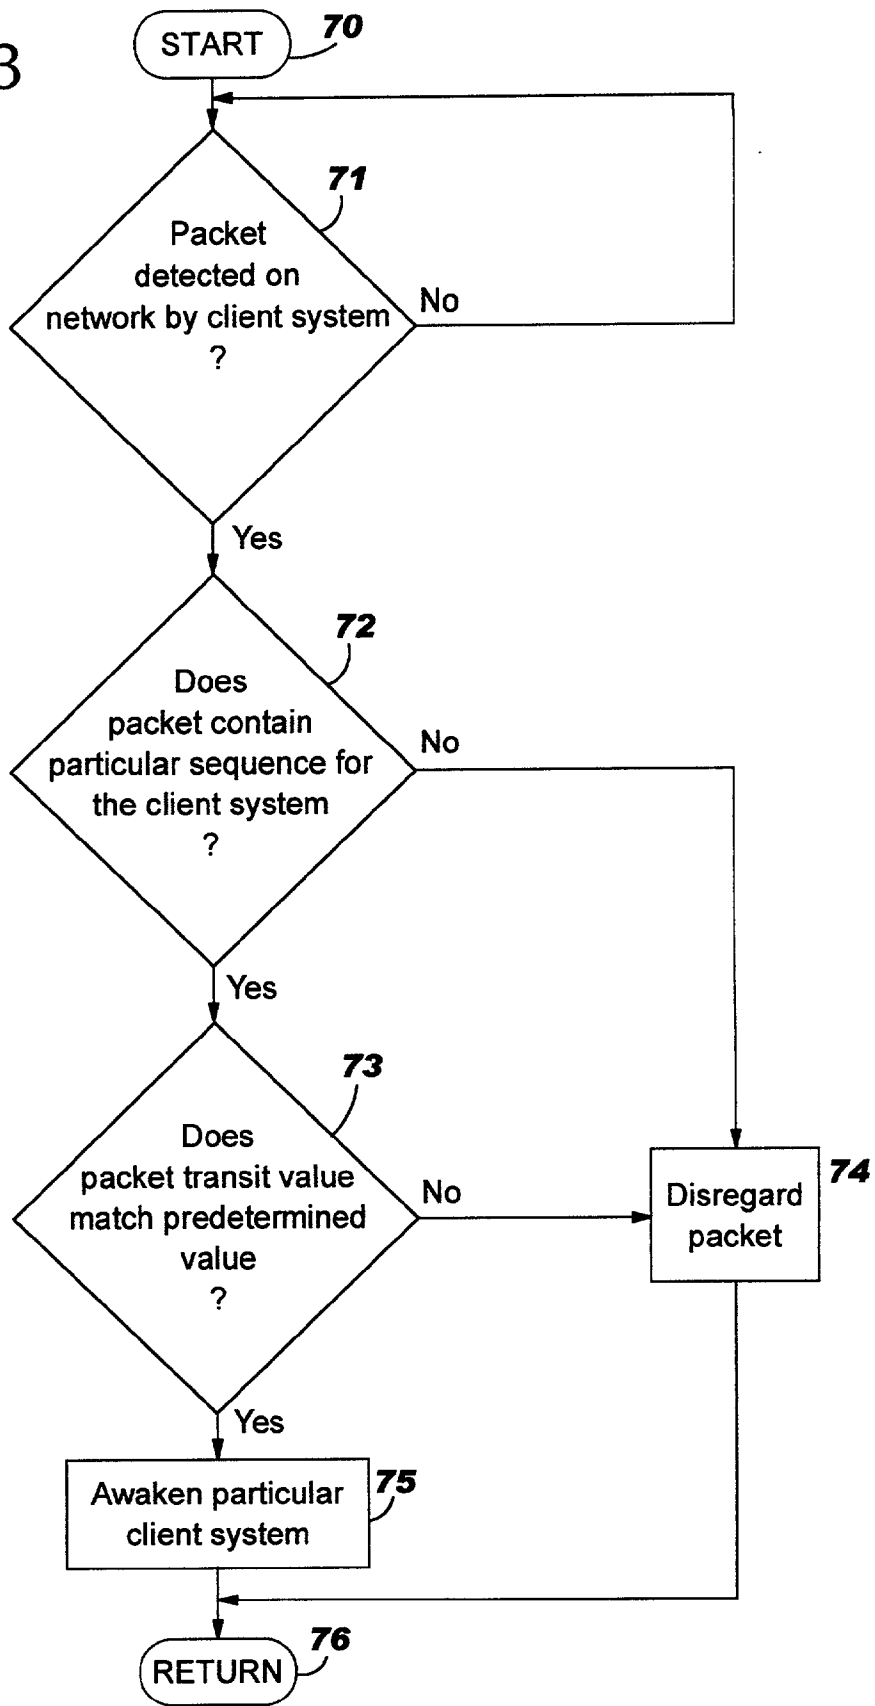 3
START
70
71
Packet
detected on
network by client system
?
No
Yes
72
Does
packet contain
particular sequence for
the client system
?
No
Yes
73
Does
packet transit value
match predetermined
value
?
No
Disregard
packet
74
Yes
Awaken particular
client system
75
RETURN
76